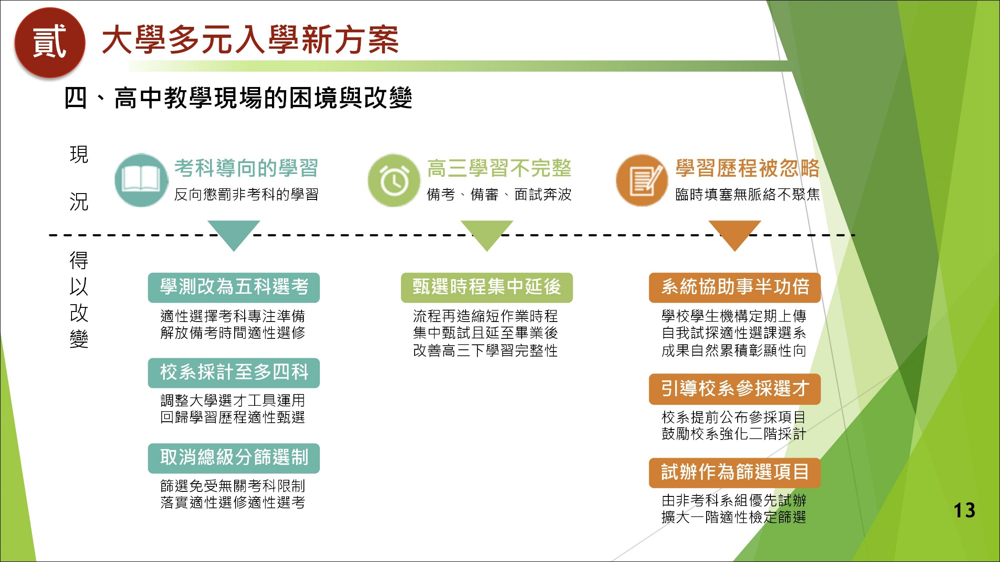 貳
大學多元入學新方案
四、高中教學現場的困境與改變
現況
考科導向的學習
反向懲罰非考科的學習
高三學習不完整
備考、備審、面試奔波
學習歷程被忽略
臨時填塞無脈絡不聚焦
得以改變
學測改為五科選考
適性選擇考科專注準備
解放備考時間適性選修
校系採計至多四科
調整大學選才工具運用
回歸學習歷程適性甄選
取消總級分篩選制
篩選免受無關考科限制
落實適性選修適性選考
甄選時程集中延後
流程再造縮短作業時程
集中甄試且延至畢業後
改善高三下學習完整性
系統協助事半功倍
學校學生機構定期上傳
自我試探適性選課選系
成果自然累積彰顯性向
引導校系參採選才
校系提前公布參採項目
鼓勵校系強化二階採計
試辦作為篩選項目
由非考科系組優先試辦
擴大一階適性檢定篩選
13